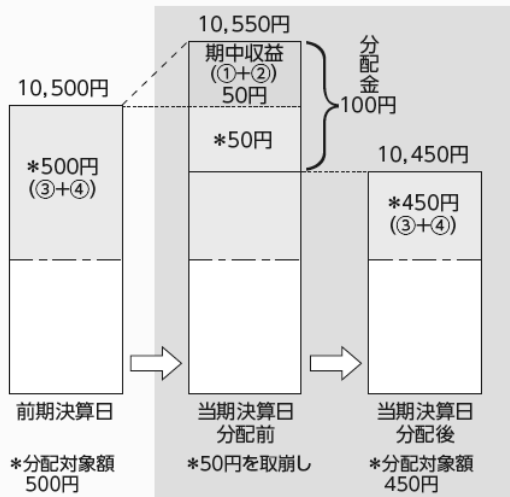 10,500円
*500円
(③+④)
前期決算日
*分配対象額
500円
10,550円
期中収益
(①+②)
50円
*50円
分配金
100円
当期決算日
分配前
*50円を取崩し
10,450円
*450円
(③+④)
当期決算日
分配後
*分配対象額
450円